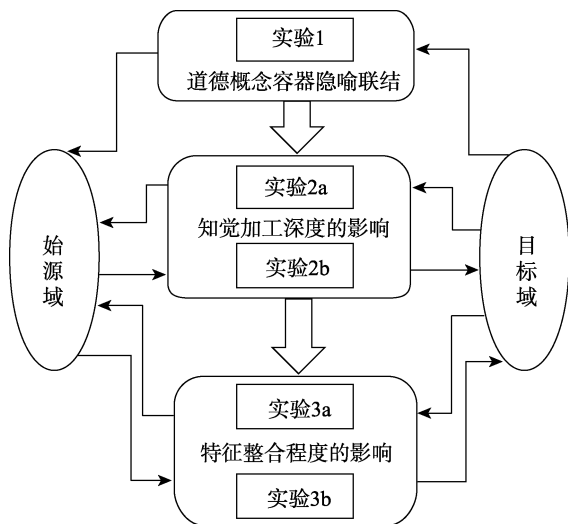 实验1
道德概念容器隐喻联结
实验2a
知觉加工深度的影响
实验2b
始源域
目标域
实验3a
特征整合程度的影响
实验3b